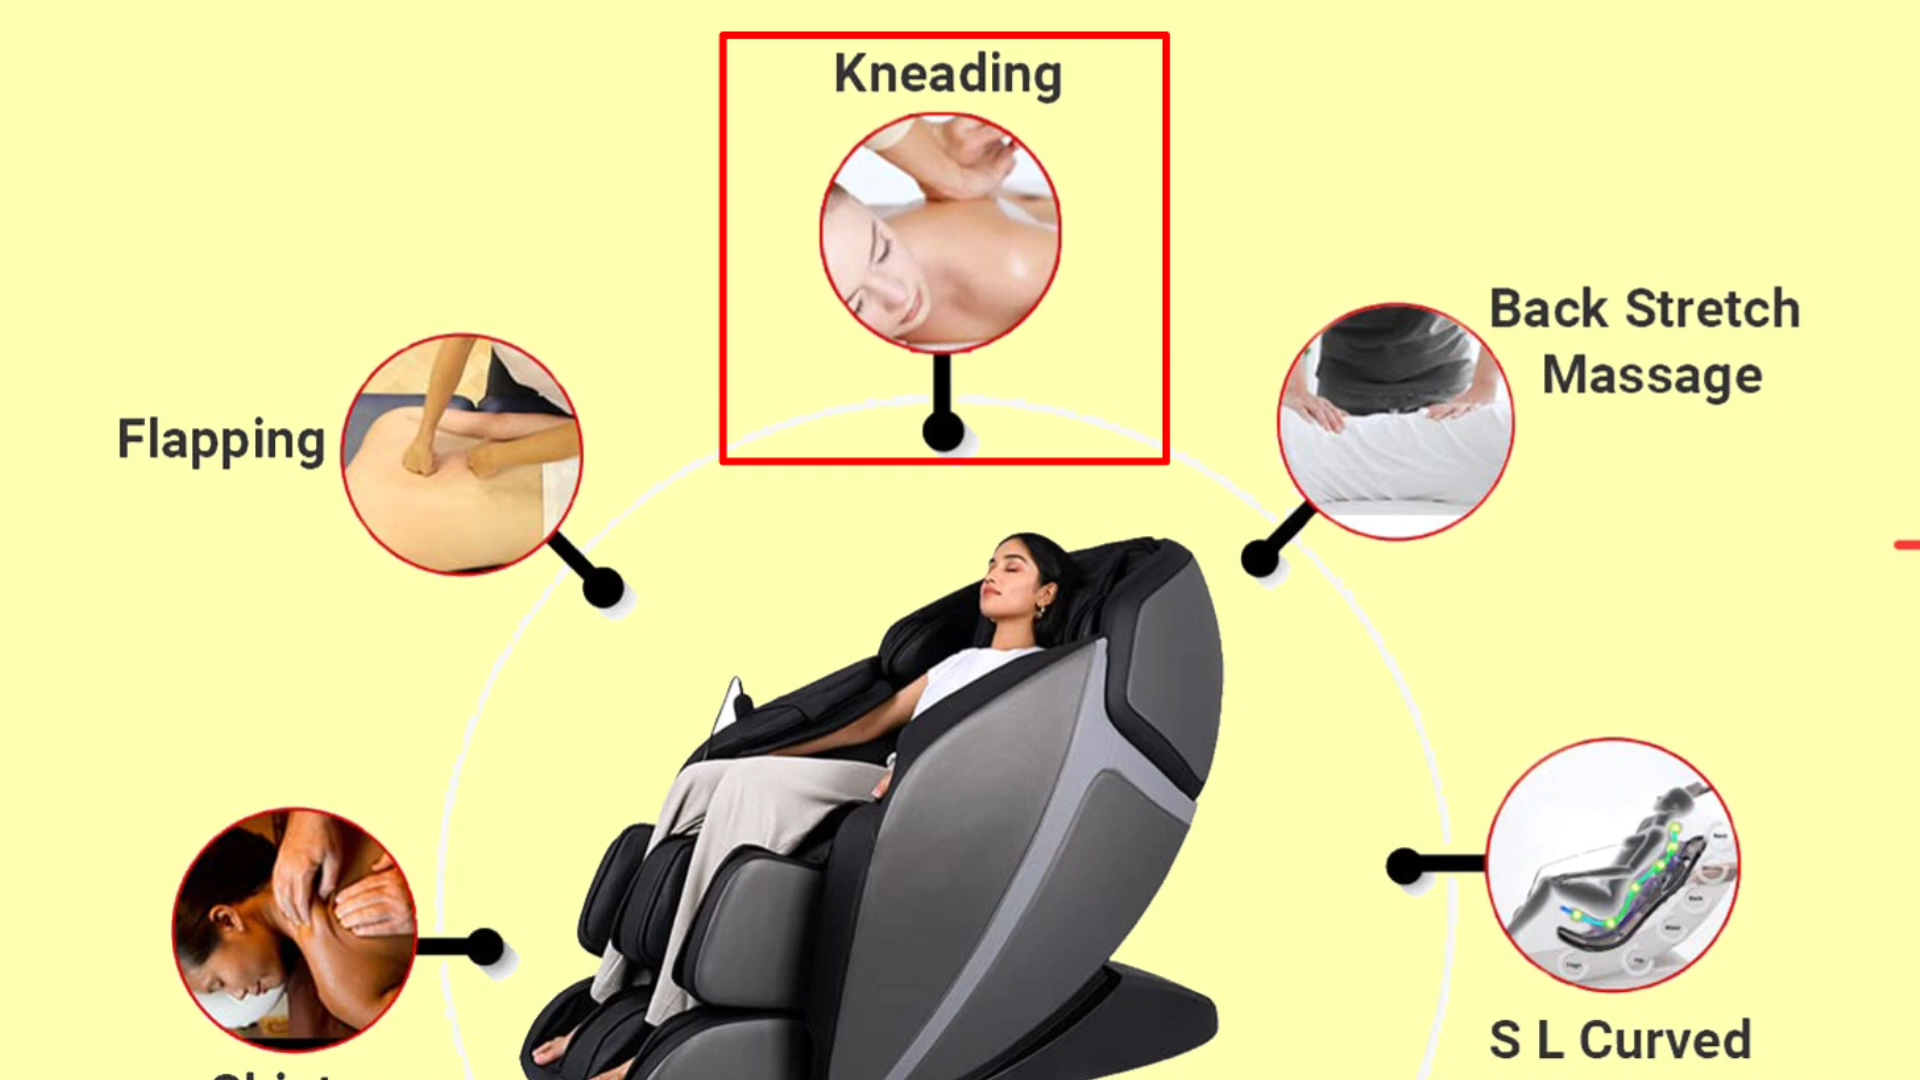 Kneading
Back Stretch
Massage
Flapping
S L Curved